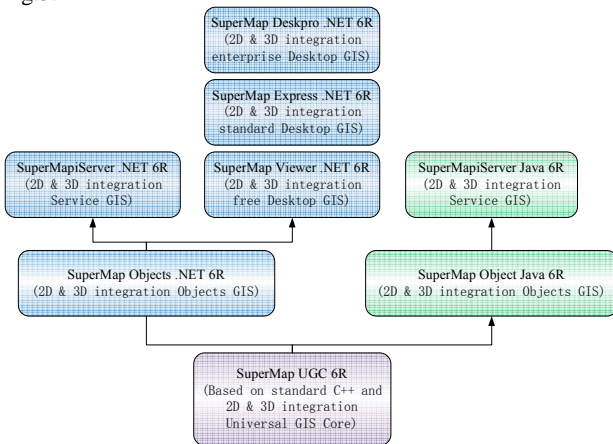 SuperMap Deskpro .NET 6R
(2D & 3D integration
enterprise Desktop GIS)
SuperMap Express .NET 6R
(2D & 3D integration
standard Desktop GIS)
SuperMapiServer .NET 6R
(2D & 3D integration
Service GIS)
SuperMap Viewer .NET 6R
(2D & 3D integration
free Desktop GIS)
SuperMapiServer Java 6R
(2D & 3D integration
Service GIS)
SuperMap Objects .NET 6R
(2D & 3D integration Objects GIS)
SuperMap Object Java 6R
(2D & 3D integration Objects GIS)
SuperMap UGC 6R
(Based on standard C++ and
2D & 3D integration
Universal GIS Core)